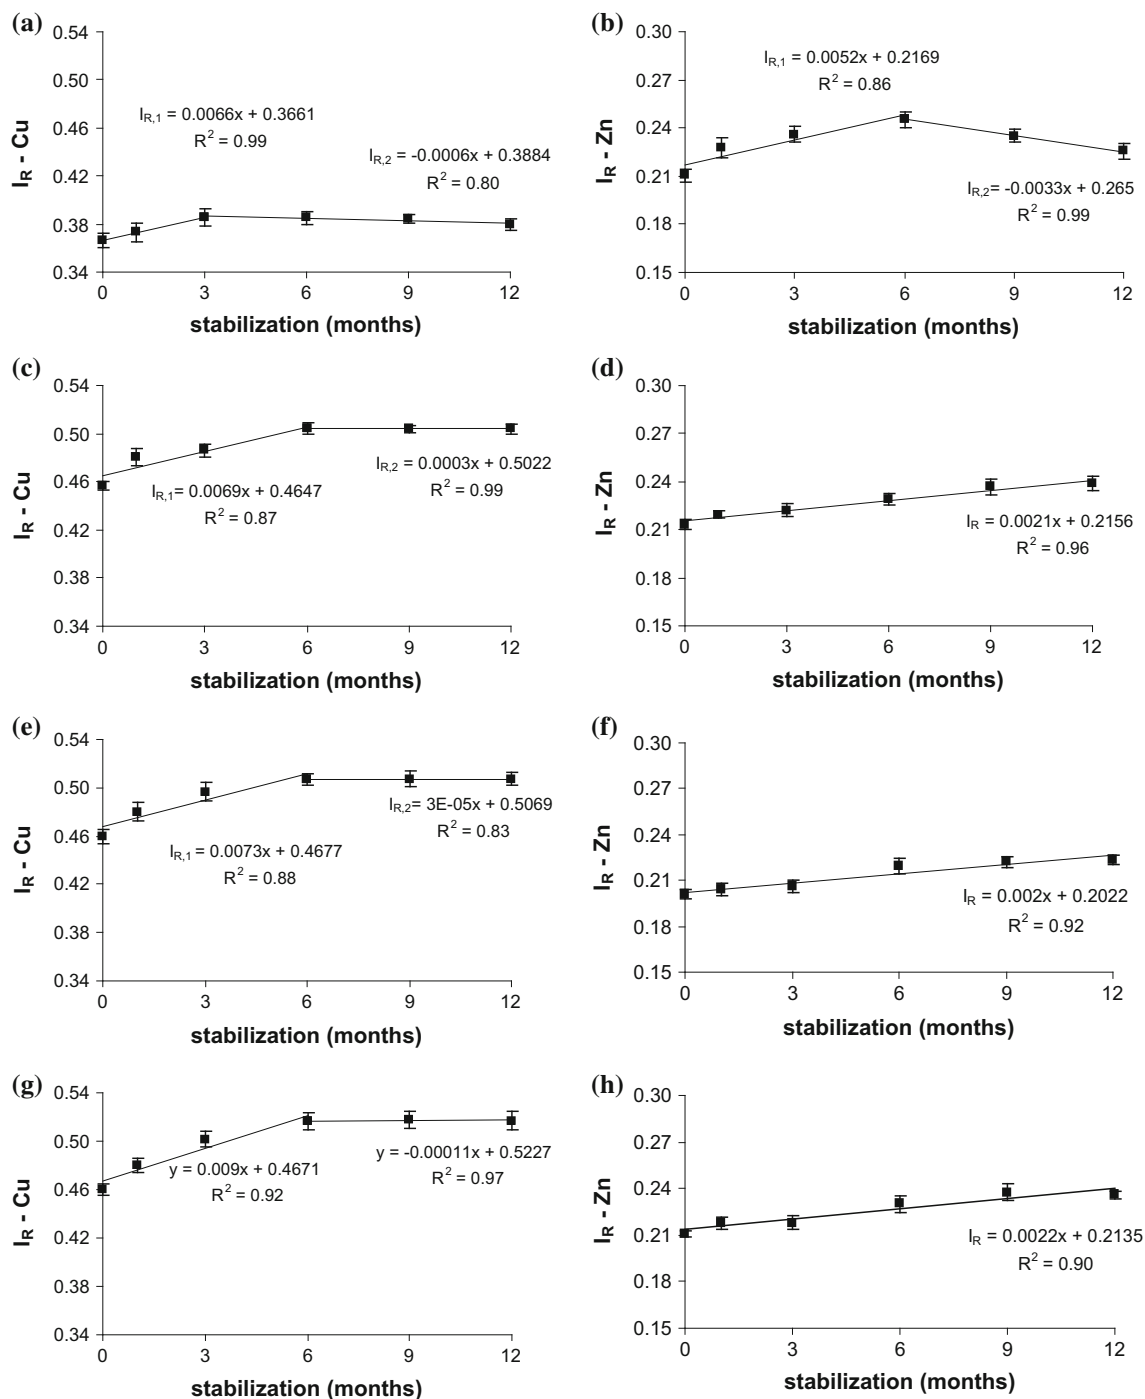 (a)
0.54
0.50
0.46
0.42
0.38
0.34
I_R - Cu
I_R,1 = 0.0066x + 0.3661
R² = 0.99
I_R,2 = -0.0006x + 0.3884
R² = 0.80
0 3 6 9 12
stabilization (months)
(b)
0.30
0.27
0.24
0.21
0.18
0.15
I_R - Zn
I_R,1 = 0.0052x + 0.2169
R² = 0.86
I_R,2= -0.0033x + 0.265
R² = 0.99
0 3 6 9 12
stabilization (months)
(c)
0.54
0.50
0.46
0.42
0.38
0.34
I_R - Cu
I_R,1= 0.0069x + 0.4647
R² = 0.87
I_R,2 = 0.0003x + 0.5022
R² = 0.99
0 3 6 9 12
stabilization (months)
(d)
0.30
0.27
0.24
0.21
0.18
0.15
I_R - Zn
I_R = 0.0021x + 0.2156
R² = 0.96
0 3 6 9 12
stabilization (months)
(e)
0.54
0.50
0.46
0.42
0.38
0.34
I_R - Cu
I_R,1 = 0.0073x + 0.4677
R² = 0.88
I_R,2= 3E-05x + 0.5069
R² = 0.83
0 3 6 9 12
stabilization (months)
(f)
0.30
0.27
0.24
0.21
0.18
0.15
I_R - Zn
I_R = 0.002x + 0.2022
R² = 0.92
0 3 6 9 12
stabilization (months)
(g)
0.54
0.50
0.46
0.42
0.38
0.34
I_R - Cu
y = 0.009x + 0.4671
R² = 0.92
y = -0.00011x + 0.5227
R² = 0.97
0 3 6 9 12
stabilization (months)
(h)
0.30
0.27
0.24
0.21
0.18
0.15
I_R - Zn
I_R = 0.0022x + 0.2135
R² = 0.90
0 3 6 9 12
stabilization (months)